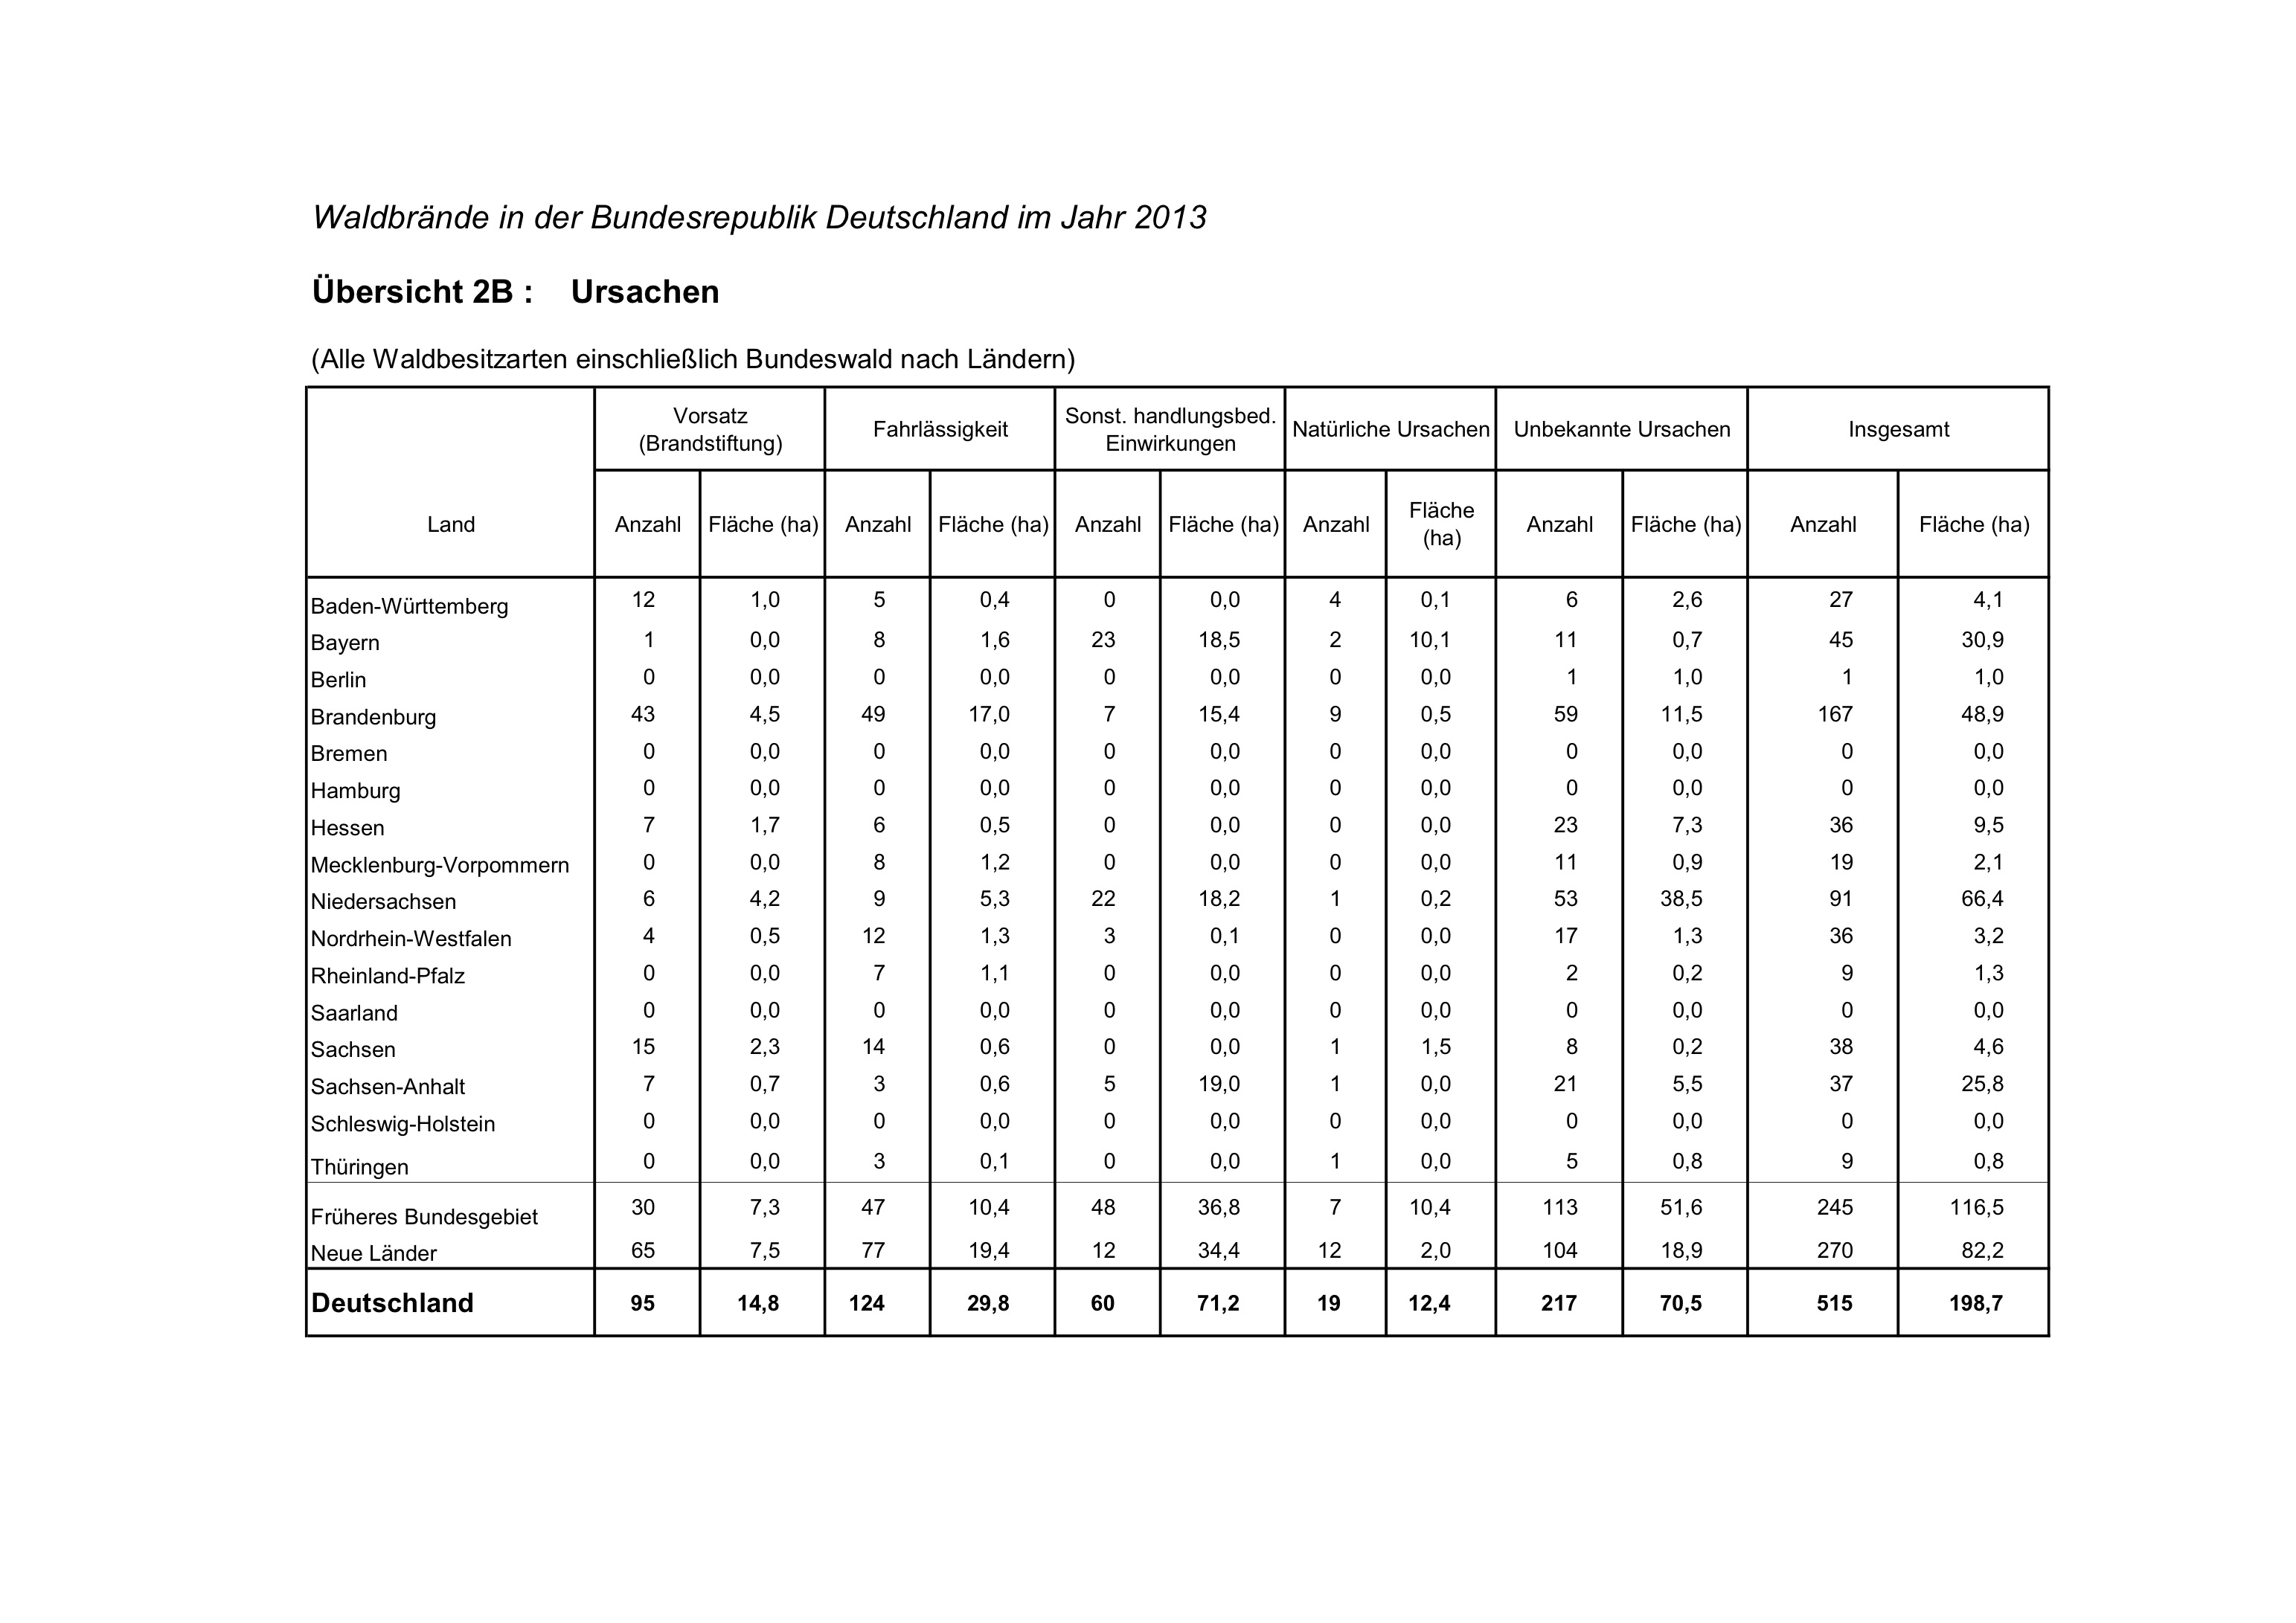 Waldbrände in der Bundesrepublik Deutschland im Jahr 2013
Übersicht 2B : Ursachen
(Alle Waldbesitzarten einschließlich Bundeswald nach Ländern)
Land Vorsatz (Brandstiftung) Fahrlässigkeit Sonst. handlungsbed. Einwirkungen Natürliche Ursachen Unbekannte Ursachen Insgesamt
Anzahl Fläche (ha) Anzahl Fläche (ha) Anzahl Fläche (ha) Anzahl Fläche (ha) Anzahl Fläche (ha) Anzahl Fläche (ha)
Baden-Württemberg 12 1,0 5 0,4 0 0,0 4 0,1 6 2,6 27 4,1
Bayern 1 0,0 8 1,6 23 18,5 2 10,1 11 0,7 45 30,9
Berlin 0 0,0 0 0,0 0 0,0 0 0,0 1 1,0 1 1,0
Brandenburg 43 4,5 49 17,0 7 15,4 9 0,5 59 11,5 167 48,9
Bremen 0 0,0 0 0,0 0 0,0 0 0,0 0 0,0 0 0,0
Hamburg 0 0,0 0 0,0 0 0,0 0 0,0 0 0,0 0 0,0
Hessen 7 1,7 6 0,5 0 0,0 0 0,0 23 7,3 36 9,5
Mecklenburg-Vorpommern 0 0,0 8 1,2 0 0,0 0 0,0 11 0,9 19 2,1
Niedersachsen 6 4,2 9 5,3 22 18,2 1 0,2 53 38,5 91 66,4
Nordrhein-Westfalen 4 0,5 12 1,3 3 0,1 0 0,0 17 1,3 36 3,2
Rheinland-Pfalz 0 0,0 7 1,1 0 0,0 0 0,0 2 0,2 9 1,3
Saarland 0 0,0 0 0,0 0 0,0 0 0,0 0 0,0 0 0,0
Sachsen 15 2,3 14 0,6 0 0,0 1 1,5 8 0,2 38 4,6
Sachsen-Anhalt 7 0,7 3 0,6 5 19,0 1 0,0 21 5,5 37 25,8
Schleswig-Holstein 0 0,0 0 0,0 0 0,0 0 0,0 0 0,0 0 0,0
Thüringen 0 0,0 3 0,1 0 0,0 1 0,0 5 0,8 9 0,8
Früheres Bundesgebiet 30 7,3 47 10,4 48 36,8 7 10,4 113 51,6 245 116,5
Neue Länder 65 7,5 77 19,4 12 34,4 12 2,0 104 18,9 270 82,2
Deutschland 95 14,8 124 29,8 60 71,2 19 12,4 217 70,5 515 198,7